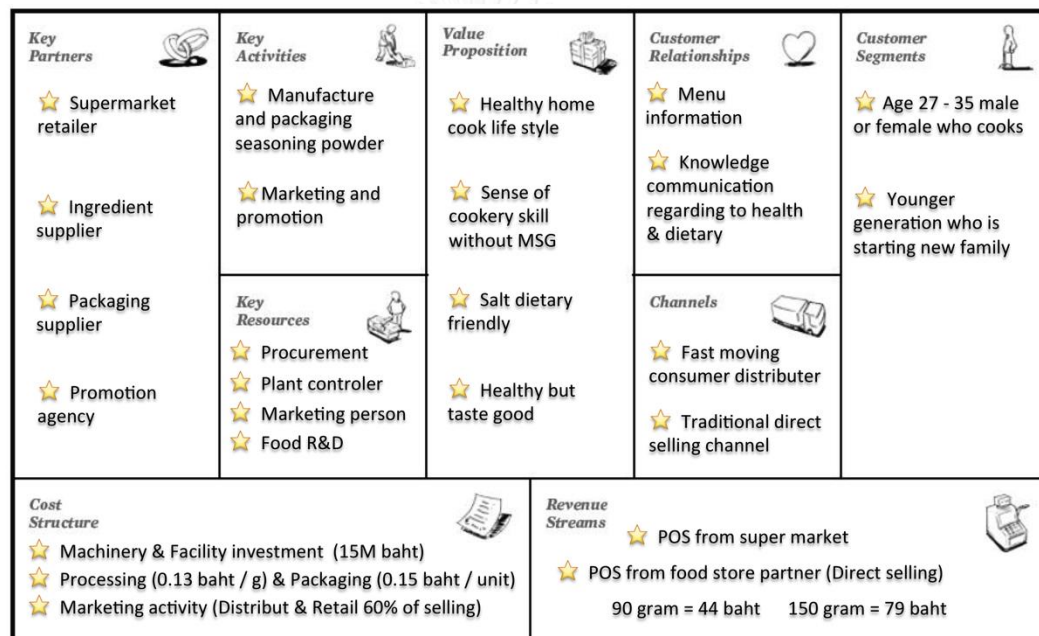 Key
Partners
Supermarket
retailer
Ingredient
supplier
Packaging
supplier
Promotion
agency
Key
Activities
Manufacture
and packaging
seasoning powder
Marketing and
promotion
Key
Resources
Procurement
Plant controler
Marketing person
Food R&D
Value
Proposition
Healthy home
cook life style
Sense of
cookery skill
without MSG
Salt dietary
friendly
Healthy but
taste good
Customer
Relationships
Menu
information
Knowledge
communication
regarding to health
& dietary
Channels
Fast moving
consumer distributer
Traditional direct
selling channel
Customer
Segments
Age 27 - 35 male
or female who cooks
Younger
generation who is
starting new family
Cost
Structure
Machinery & Facility investment (15M baht)
Processing (0.13 baht / g) & Packaging (0.15 baht / unit)
Marketing activity (Distribut & Retail 60% of selling)
Revenue
Streams
POS from super market
POS from food store partner (Direct selling)
90 gram = 44 baht 150 gram = 79 baht